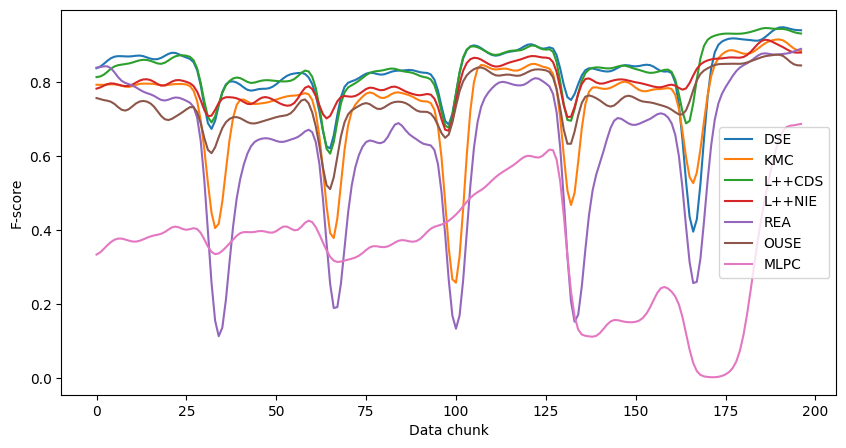 F-score
0.8
0.6
0.4
0.2
0.0
0
25
50
75
100
125
150
175
200
Data chunk
DSE
KMC
L++CDS
L++NIE
REA
OUSE
MLPC